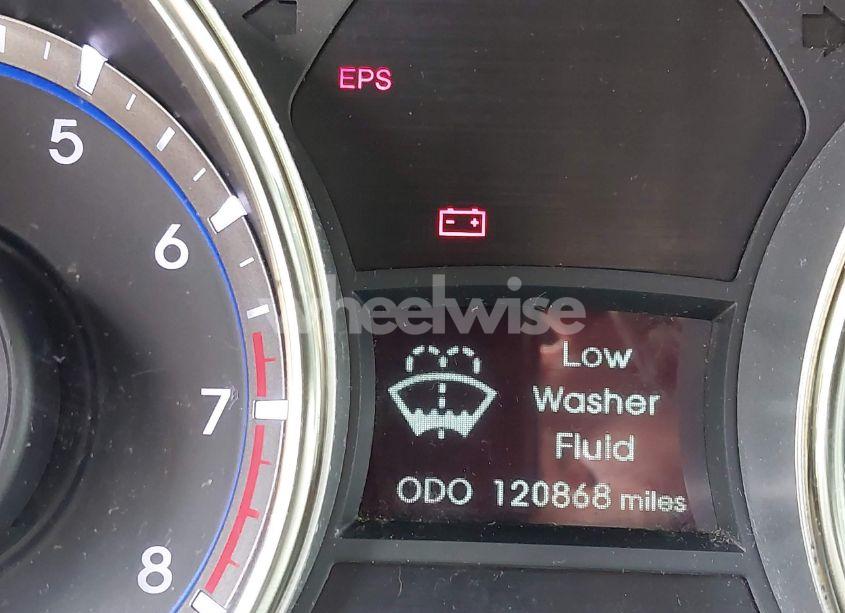 5
EPS
6
wheelwise
7
Low
Washer
Fluid
ODO 120868 miles
8